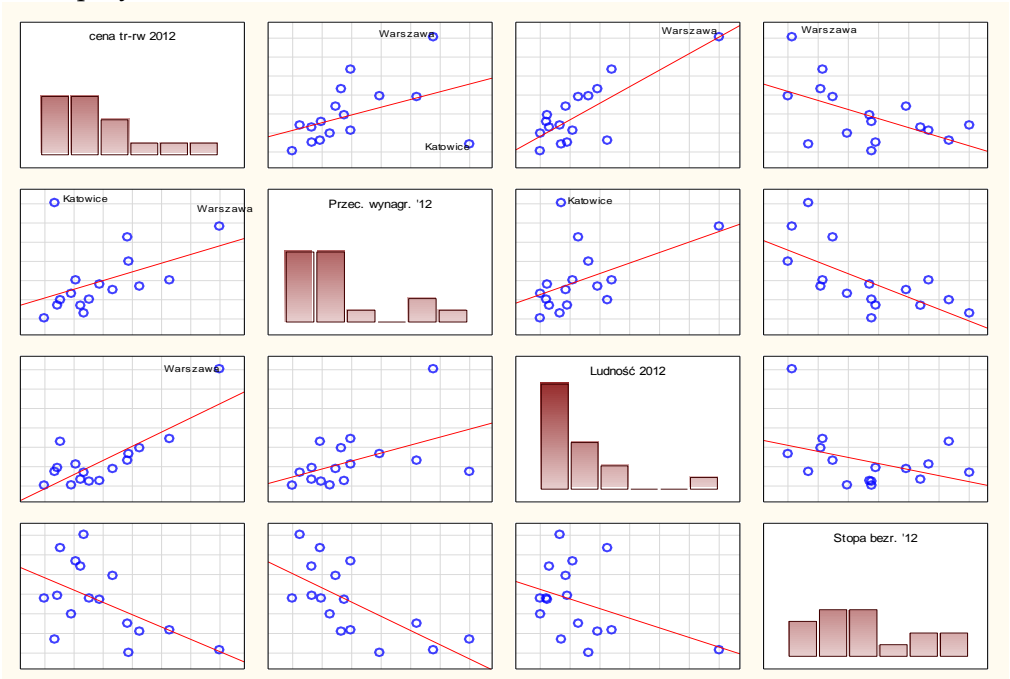 cena tr-rw 2012
Warszawa
Katowice
Warszawa
Warszawa
Katowice
Warszawa
Przec. wynagr. '12
Katowice
Warszawa
Ludność 2012
Stopa bezr. '12